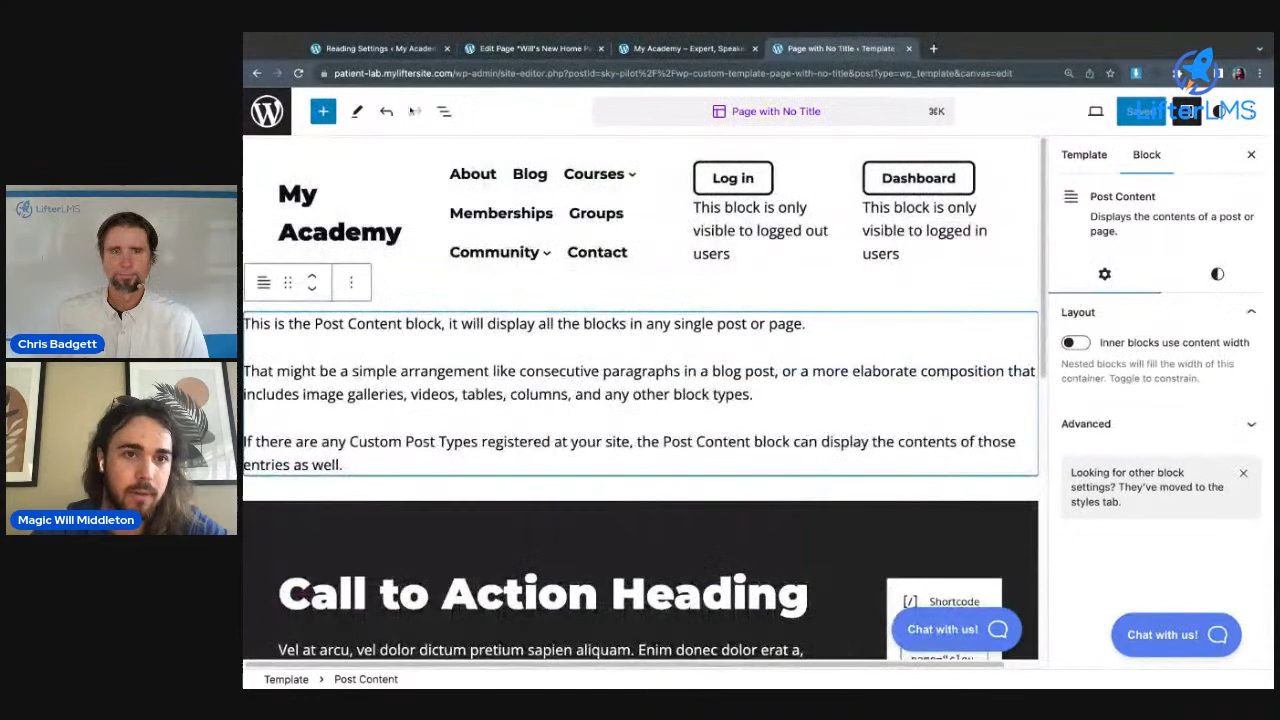 Reading Settings ‹ My Academ
Edit Page "Will's New Home P
My Academy – Expert, Speake
Page with No Title ‹ Template
patient-lab.myliftersite.com/wp-admin/site-editor.php?postId=sky-pilot%2F%2Fwp-custom-template-page-with-no-title&postType=wp_template&canvas=edit
LifterLMS
Page with No Title
⌘K
My
Academy
About Blog Courses
Memberships Groups
Community Contact
Log in
This block is only
visible to logged out
users
Dashboard
This block is only
visible to logged in
users
Template
Block
Post Content
Displays the contents of a post or
page.
Layout
Inner blocks use content width
Nested blocks will fill the width of this
container. Toggle to constrain.
Advanced
Looking for other block
settings? They've moved to the
styles tab.
This is the Post Content block, it will display all the blocks in any single post or page.
That might be a simple arrangement like consecutive paragraphs in a blog post, or a more elaborate composition that
includes image galleries, videos, tables, columns, and any other block types.
If there are any Custom Post Types registered at your site, the Post Content block can display the contents of those
entries as well.
Call to Action Heading
Vel at arcu, vel dolor dictum pretium sapien aliquam. Enim donec dolor erat a,
[/] Shortcode
Chat with us!
Chat with us!
Template > Post Content
LifterLMS
Chris Badgett
Magic Will Middleton